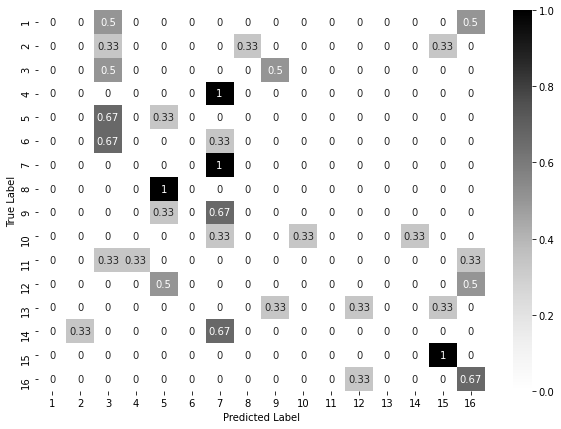 1 0 0 0.5 0 0 0 0 0 0 0 0 0 0 0 0 0.5
2 0 0 0.33 0 0 0 0 0.33 0 0 0 0 0 0 0.33 0
3 0 0 0.5 0 0 0 0 0 0.5 0 0 0 0 0 0 0
4 0 0 0 0 0 0 1 0 0 0 0 0 0 0 0 0
5 0 0 0.67 0 0.33 0 0 0 0 0 0 0 0 0 0 0
6 0 0 0.67 0 0 0 0.33 0 0 0 0 0 0 0 0 0
7 0 0 0 0 0 0 1 0 0 0 0 0 0 0 0 0
8 0 0 0 0 1 0 0 0 0 0 0 0 0 0 0 0
9 0 0 0 0 0.33 0 0.67 0 0 0 0 0 0 0 0 0
10 0 0 0 0 0 0 0.33 0 0 0.33 0 0 0 0.33 0 0
11 0 0 0.33 0.33 0 0 0 0 0 0 0 0 0 0 0 0.33
12 0 0 0 0 0.5 0 0 0 0 0 0 0 0 0 0 0.5
13 0 0 0 0 0 0 0 0 0.33 0 0 0.33 0 0 0.33 0
14 0 0.33 0 0 0 0 0.67 0 0 0 0 0 0 0 0 0
15 0 0 0 0 0 0 0 0 0 0 0 0 0 0 1 0
16 0 0 0 0 0 0 0 0 0 0 0 0.33 0 0 0 0.67
1 2 3 4 5 6 7 8 9 10 11 12 13 14 15 16
Predicted Label
True Label
1.0
0.8
0.6
0.4
0.2
0.0